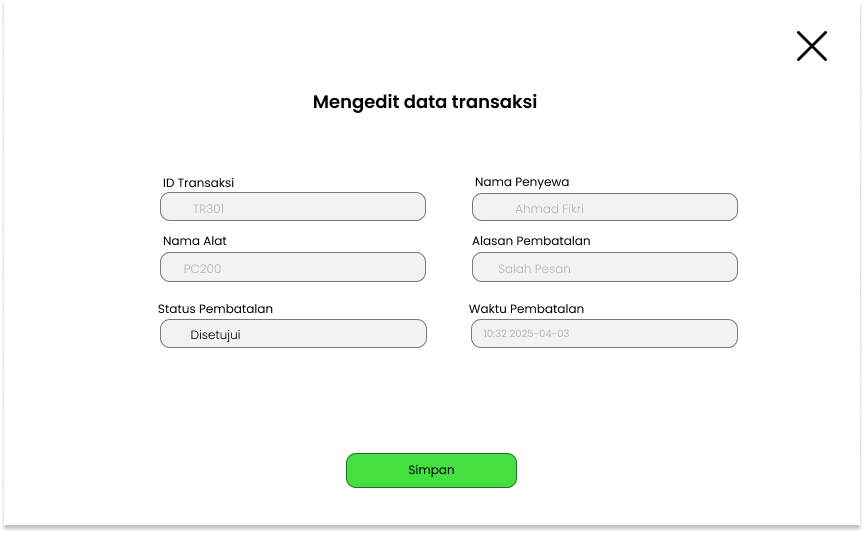 Mengedit data transaksi
ID Transaksi
Nama Penyewa
TR301
Ahmad Fikri
Nama Alat
Alasan Pembatalan
PC200
Salah Pesan
Status Pembatalan
Waktu Pembatalan
Disetujui
10:32 2025-04-03
Simpan